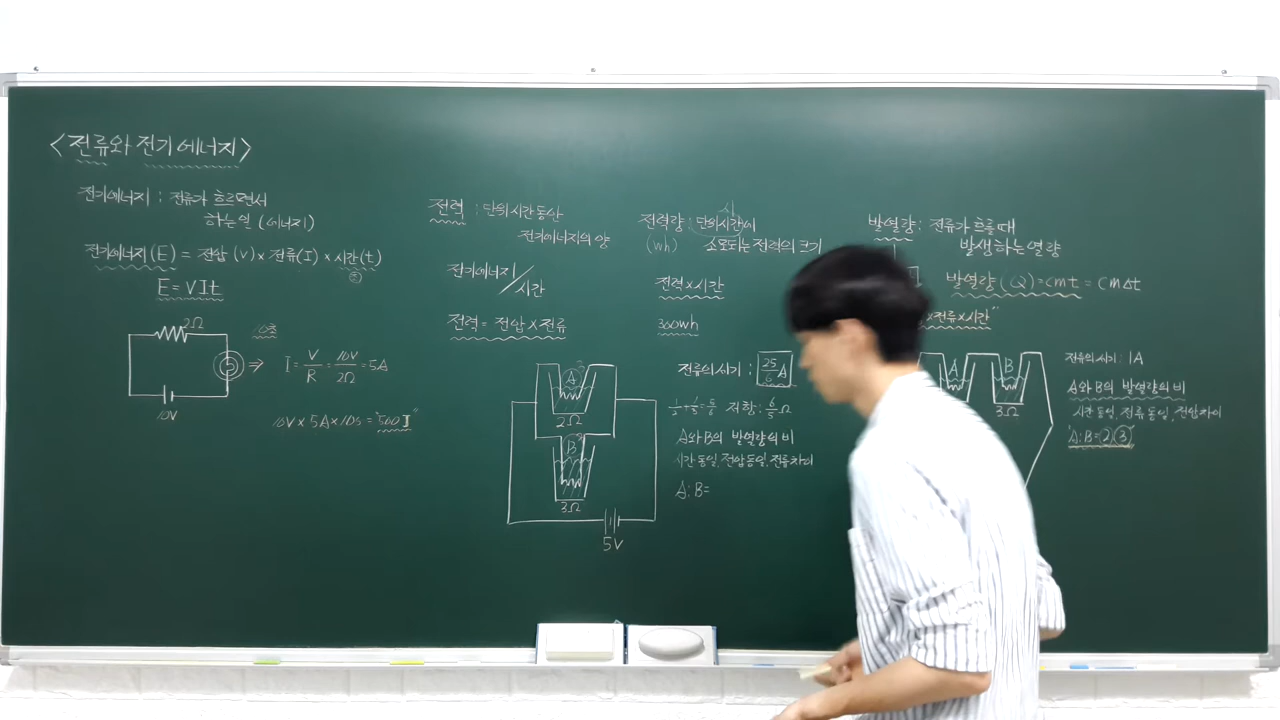 <전류와 전기에너지>
전기에너지 : 전류가 흐르면서
하는일 (에너지)
전기에너지(E) = 전압(V) × 전류(I) × 시간(t)
E = VIt
2Ω
10초
I = V/R = 10V/2Ω = 5A
10V
10V × 5A × 10s = "500J"
전력 : 단위시간동안
전기에너지의 양
전기에너지/시간
전력 = 전압 × 전류
A
2Ω
B
3Ω
5V
전력량 : 단위시간에
시
(Wh) 소모되는 전력의 크기
전력×시간
300wh
전류의세기 : 25/6 A
1/2+1/3=5/6 저항 : 6/5 Ω
A와 B의 발열량의 비
시간동일, 전압동일, 전류차이
A : B =
발열량 : 전류가 흐를때
발생하는 열량
발열량(Q) = cmt = cmΔt
×전류×시간"
A
B
3Ω
전류의세기 : 1A
A와 B의 발열량의 비
시간동일, 전류동일, 전압차이
A : B = 2 : 3